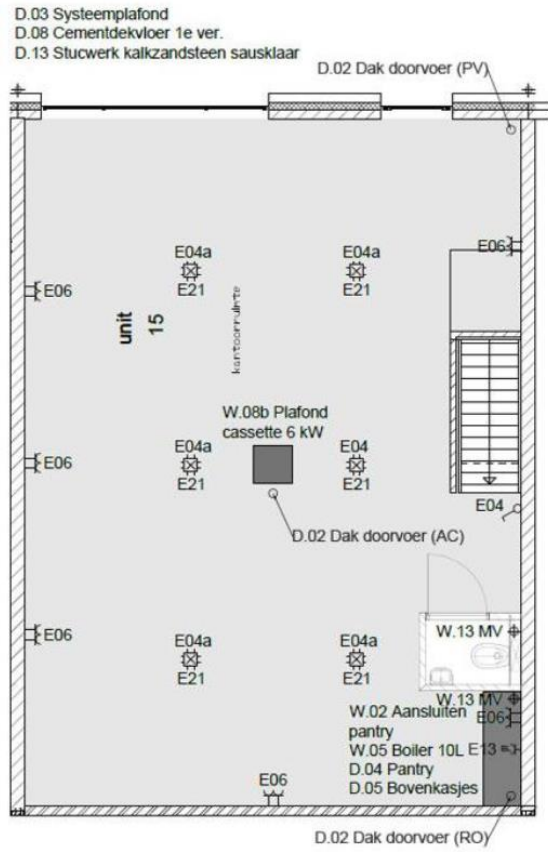 D.03 Systeemplafond
D.08 Cementdekvloer 1e ver.
D.13 Stucwerk kalkzandsteen sausklaar
D.02 Dak doorvoer (PV)
E04a
E04a
E06
E21
E21
E06
unit
15
kantoorruimte
W.08b Plafond
cassette 6 kW
E04a
E04
E06
E21
E21
E04
D.02 Dak doorvoer (AC)
E06
E04a
E04a
W.13 MV
E21
E21
W.13 MV
W.02 Aansluiten
pantry
E06
W.05 Boiler 10L
E13
D.04 Pantry
D.05 Bovenkasjes
E06
D.02 Dak doorvoer (RO)